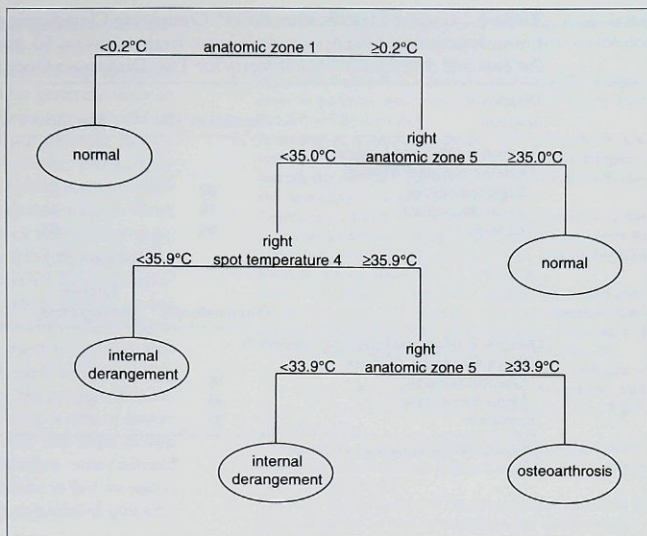 <0.2°C anatomic zone 1 ≥0.2°C
normal
right
<35.0°C anatomic zone 5 ≥35.0°C
right
<35.9°C spot temperature 4 ≥35.9°C
normal
internal
derangement
right
<33.9°C anatomic zone 5 ≥33.9°C
internal
derangement
osteoarthrosis